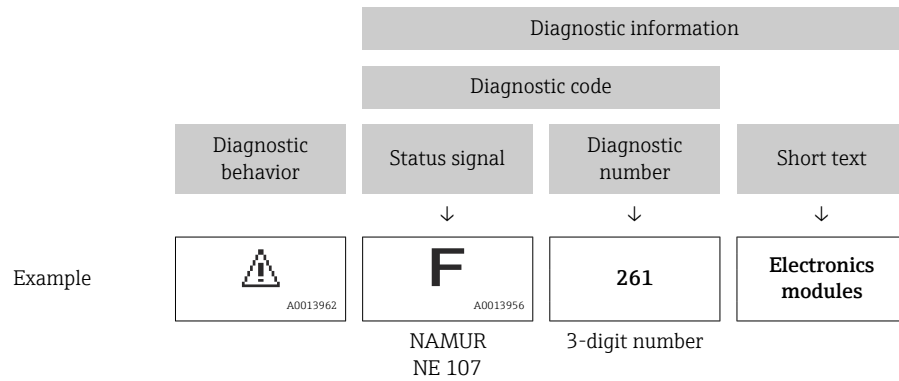 Diagnostic information
Diagnostic code
Diagnostic
behavior
Status signal
Diagnostic
number
Short text
↓ ↓ ↓
Example
A0013962
F
A0013956
261
Electronics
modules
NAMUR
NE 107
3-digit number